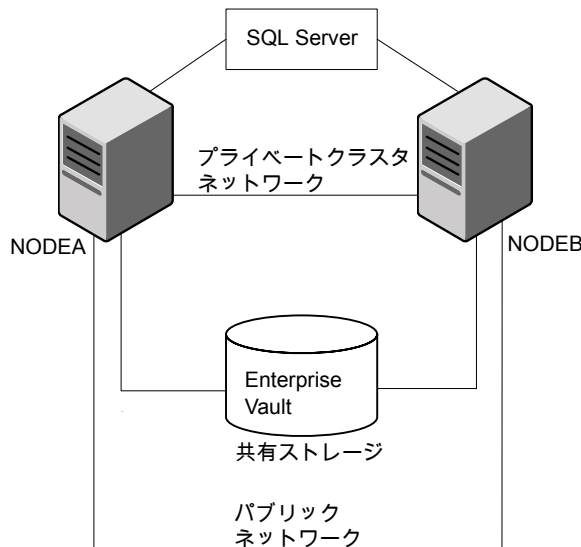 SQL Server
プライベートクラスタ
ネットワーク
NODEA
NODEB
Enterprise
Vault
共有ストレージ
パブリック
ネットワーク